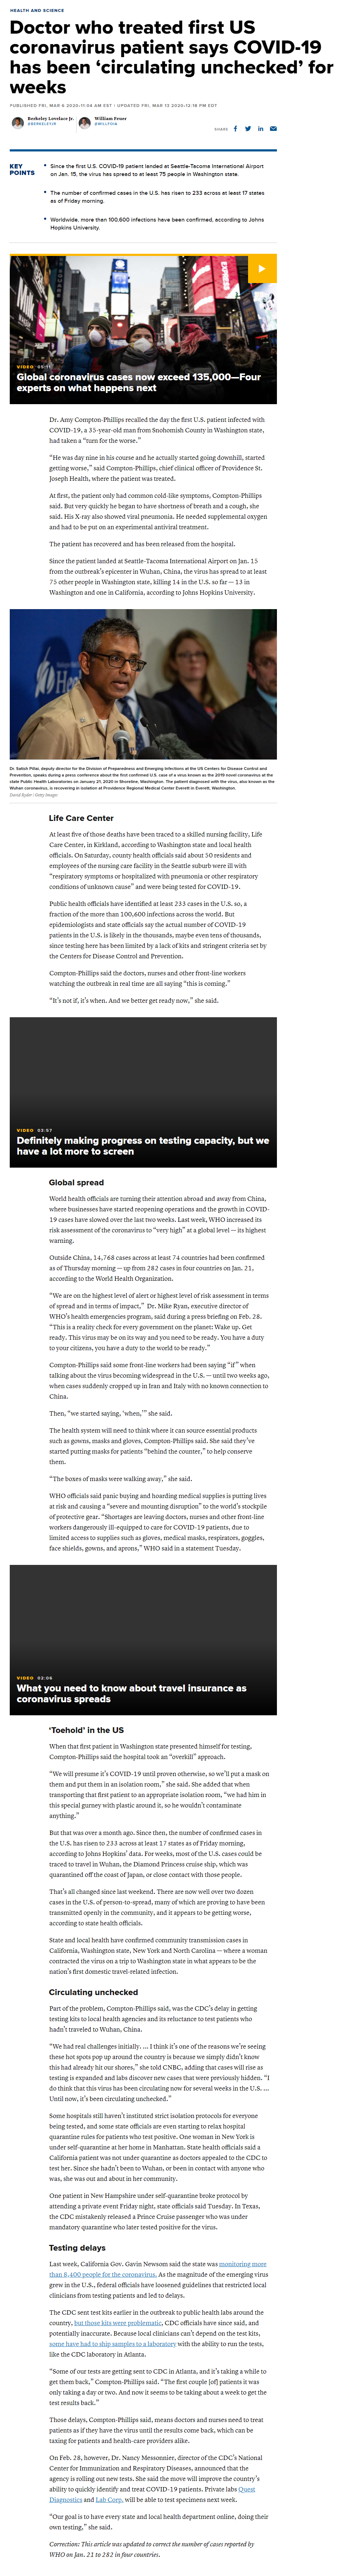 HEALTH AND SCIENCE
Doctor who treated first US
coronavirus patient says COVID-19
has been ‘circulating unchecked’ for
weeks
PUBLISHED FRI, MAR 6 2020•11:04 AM EST | UPDATED FRI, MAR 13 2020•12:18 PM EDT
Berkeley Lovelace Jr.
@BERKELEYJR
William Feuer
@WILLFOIA
SHARE
KEY
POINTS
• Since the first U.S. COVID-19 patient landed at Seattle-Tacoma International Airport
on Jan. 15, the virus has spread to at least 75 people in Washington state.
• The number of confirmed cases in the U.S. has risen to 233 across at least 17 states
as of Friday morning.
• Worldwide, more than 100,600 infections have been confirmed, according to Johns
Hopkins University.
VIDEO 05:11
Global coronavirus cases now exceed 135,000—Four
experts on what happens next
Dr. Amy Compton-Phillips recalled the day the first U.S. patient infected with
COVID-19, a 35-year-old man from Snohomish County in Washington state,
had taken a “turn for the worse.”
“He was day nine in his course and he actually started going downhill, started
getting worse,” said Compton-Phillips, chief clinical officer of Providence St.
Joseph Health, where the patient was treated.
At first, the patient only had common cold-like symptoms, Compton-Phillips
said. But very quickly he began to have shortness of breath and a cough, she
said. His X-ray also showed viral pneumonia. He needed supplemental oxygen
and had to be put on an experimental antiviral treatment.
The patient has recovered and has been released from the hospital.
Since the patient landed at Seattle-Tacoma International Airport on Jan. 15
from the outbreak’s epicenter in Wuhan, China, the virus has spread to at least
75 other people in Washington state, killing 14 in the U.S. so far — 13 in
Washington and one in California, according to Johns Hopkins University.
Dr. Satish Pillai, deputy director for the Division of Preparedness and Emerging Infections at the US Centers for Disease Control and
Prevention, speaks during a press conference about the first confirmed U.S. case of a virus known as the 2019 novel coronavirus at the
state Public Health Laboratories on January 21, 2020 in Shoreline, Washington. The patient diagnosed with the virus, also known as the
Wuhan coronavirus, is recovering in isolation at Providence Regional Medical Center Everett in Everett, Washington.
David Ryder | Getty Images
Life Care Center
At least five of those deaths have been traced to a skilled nursing facility, Life
Care Center, in Kirkland, according to Washington state and local health
officials. On Saturday, county health officials said about 50 residents and
employees of the nursing care facility in the Seattle suburb were ill with
“respiratory symptoms or hospitalized with pneumonia or other respiratory
conditions of unknown cause” and were being tested for COVID-19.
Public health officials have identified at least 233 cases in the U.S. so, a
fraction of the more than 100,600 infections across the world. But
epidemiologists and state officials say the actual number of COVID-19
patients in the U.S. is likely in the thousands, maybe even tens of thousands,
since testing here has been limited by a lack of kits and stringent criteria set by
the Centers for Disease Control and Prevention.
Compton-Phillips said the doctors, nurses and other front-line workers
watching the outbreak in real time are all saying “this is coming.”
“It’s not if, it’s when. And we better get ready now,” she said.
VIDEO 03:57
Definitely making progress on testing capacity, but we
have a lot more to screen
Global spread
World health officials are turning their attention abroad and away from China,
where businesses have started reopening operations and the growth in COVID-
19 cases have slowed over the last two weeks. Last week, WHO increased its
risk assessment of the coronavirus to “very high” at a global level — its highest
warning.
Outside China, 14,768 cases across at least 74 countries had been confirmed
as of Thursday morning — up from 282 cases in four countries on Jan. 21,
according to the World Health Organization.
“We are on the highest level of alert or highest level of risk assessment in terms
of spread and in terms of impact,” Dr. Mike Ryan, executive director of
WHO’s health emergencies program, said during a press briefing on Feb. 28.
“This is a reality check for every government on the planet: Wake up. Get
ready. This virus may be on its way and you need to be ready. You have a duty
to your citizens, you have a duty to the world to be ready.”
Compton-Phillips said some front-line workers had been saying “if” when
talking about the virus becoming widespread in the U.S. — until two weeks ago,
when cases suddenly cropped up in Iran and Italy with no known connection to
China.
Then, “we started saying, ‘when,’” she said.
The health system will need to think where it can source essential products
such as gowns, masks and gloves, Compton-Phillips said. She said they’ve
started putting masks for patients “behind the counter,” to help conserve
them.
“The boxes of masks were walking away,” she said.
WHO officials said panic buying and hoarding medical supplies is putting lives
at risk and causing a “severe and mounting disruption” to the world’s stockpile
of protective gear. “Shortages are leaving doctors, nurses and other front-line
workers dangerously ill-equipped to care for COVID-19 patients, due to
limited access to supplies such as gloves, medical masks, respirators, goggles,
face shields, gowns, and aprons,” WHO said in a statement Tuesday.
VIDEO 02:06
What you need to know about travel insurance as
coronavirus spreads
‘Toehold’ in the US
When that first patient in Washington state presented himself for testing,
Compton-Phillips said the hospital took an “overkill” approach.
“We will presume it’s COVID-19 until proven otherwise, so we’ll put a mask on
them and put them in an isolation room,” she said. She added that when
transporting that first patient to an appropriate isolation room, “we had him in
this special gurney with plastic around it, so he wouldn’t contaminate
anything.”
But that was over a month ago. Since then, the number of confirmed cases in
the U.S. has risen to 233 across at least 17 states as of Friday morning,
according to Johns Hopkins’ data. For weeks, most of the U.S. cases could be
traced to travel in Wuhan, the Diamond Princess cruise ship, which was
quarantined off the coast of Japan, or close contact with those people.
That’s all changed since last weekend. There are now well over two dozen
cases in the U.S. of person-to-spread, many of which are proving to have been
transmitted openly in the community, and it appears to be getting worse,
according to state health officials.
State and local health have confirmed community transmission cases in
California, Washington state, New York and North Carolina — where a woman
contracted the virus on a trip to Washington state in what appears to be the
nation’s first domestic travel-related infection.
Circulating unchecked
Part of the problem, Compton-Phillips said, was the CDC’s delay in getting
testing kits to local health agencies and its reluctance to test patients who
hadn’t traveled to Wuhan, China.
“We had real challenges initially. ... I think it’s one of the reasons we’re seeing
these hot spots pop up around the country is because we simply didn’t know
this had already hit our shores,” she told CNBC, adding that cases will rise as
testing is expanded and labs discover new cases that were previously hidden. “I
do think that this virus has been circulating now for several weeks in the U.S. ...
Until now, it’s been circulating unchecked.”
Some hospitals still haven’t instituted strict isolation protocols for everyone
being tested, and some state officials are even starting to relax hospital
quarantine rules for patients who test positive. One woman in New York is
under self-quarantine at her home in Manhattan. State health officials said a
California patient was not under quarantine as doctors appealed to the CDC to
test her. Since she hadn’t been to Wuhan, or been in contact with anyone who
was, she was out and about in her community.
One patient in New Hampshire under self-quarantine broke protocol by
attending a private event Friday night, state officials said Tuesday. In Texas,
the CDC mistakenly released a Prince Cruise passenger who was under
mandatory quarantine who later tested positive for the virus.
Testing delays
Last week, California Gov. Gavin Newsom said the state was monitoring more
than 8,400 people for the coronavirus. As the magnitude of the emerging virus
grew in the U.S., federal officials have loosened guidelines that restricted local
clinicians from testing patients and led to delays.
The CDC sent test kits earlier in the outbreak to public health labs around the
country, but those kits were problematic, CDC officials have since said, and
potentially inaccurate. Because local clinicians can’t depend on the test kits,
some have had to ship samples to a laboratory with the ability to run the tests,
like the CDC laboratory in Atlanta.
“Some of our tests are getting sent to CDC in Atlanta, and it’s taking a while to
get them back,” Compton-Phillips said. “The first couple [of] patients it was
only taking a day or two. And now it seems to be taking about a week to get the
test results back.”
Those delays, Compton-Phillips said, means doctors and nurses need to treat
patients as if they have the virus until the results come back, which can be
taxing for patients and health-care providers alike.
On Feb. 28, however, Dr. Nancy Messonnier, director of the CDC’s National
Center for Immunization and Respiratory Diseases, announced that the
agency is rolling out new tests. She said the move will improve the country’s
ability to quickly identify and treat COVID-19 patients. Private labs Quest
Diagnostics and Lab Corp. will be able to test specimens next week.
“Our goal is to have every state and local health department online, doing their
own testing,” she said.
Correction: This article was updated to correct the number of cases reported by
WHO on Jan. 21 to 282 in four countries.